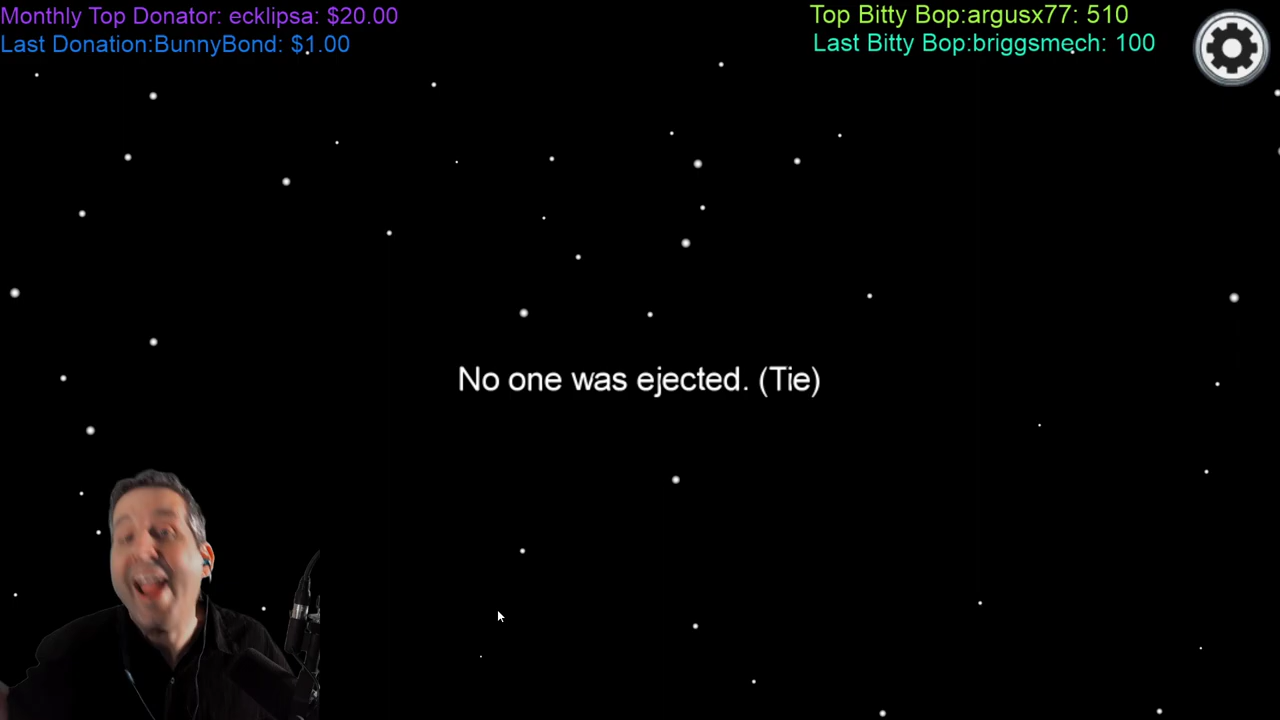 Monthly Top Donator: ecklipsa: $20.00
Last Donation:BunnyBond: $1.00
Top Bitty Bop:argusx77: 510
Last Bitty Bop:briggsmech: 100
No one was ejected. (Tie)